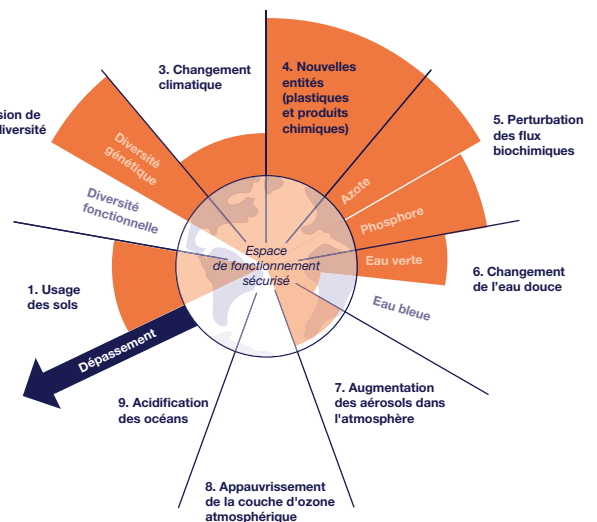 3. Changement
climatique
4. Nouvelles
entités
(plastiques
et produits
chimiques)
5. Perturbation
des flux
biochimiques
sion de
diversité
Diversité
génétique
Diversité
fonctionnelle
Azote
Phosphore
Eau verte
Eau bleue
6. Changement
de l'eau douce
Espace
de fonctionnement
sécurisé
1. Usage
des sols
Dépassement
7. Augmentation
des aérosols dans
l'atmosphère
9. Acidification
des océans
8. Appauvrissement
de la couche d'ozone
atmosphérique